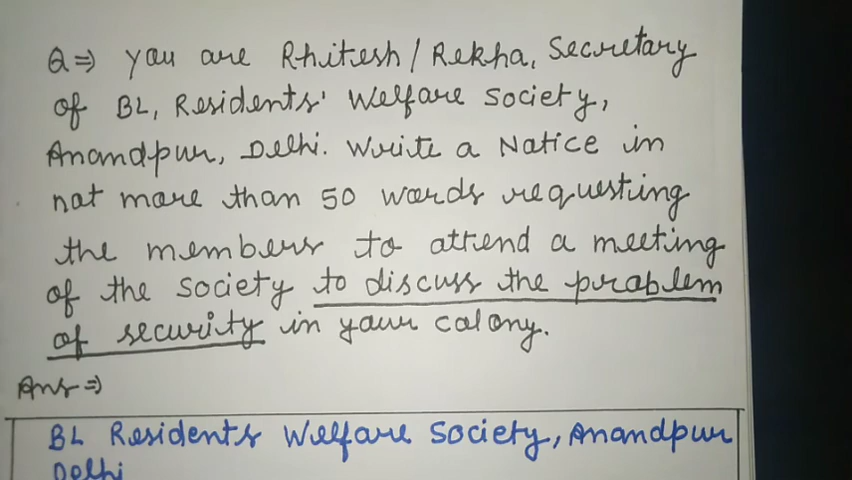 Q⇒ You are Rhitesh/Rekha, Secretary
of BL, Residents' Welfare Society,
Anandpur, Delhi. Write a Notice in
not more than 50 words requesting
the members to attend a meeting
of the society to discuss the problem
of security in your colony.
Ans⇒
BL Residents Welfare Society, Anandpur
Delhi